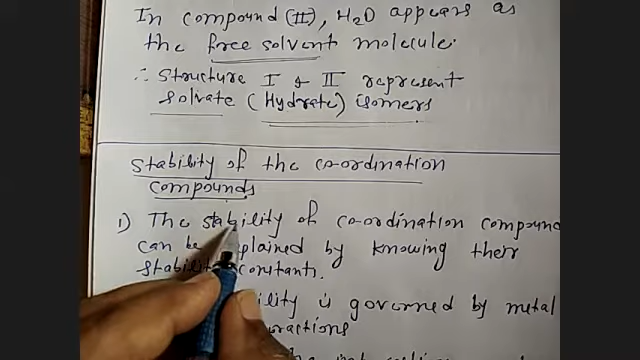 In compound (II), H2O appears as
the free solvent molecule.
∴ Structure I & II represent
solvate (Hydrate) isomers
Stability of the co-ordination
compounds
1) The stability of co-ordination compound
can be explained by knowing their
stability constants.
is governed by metal